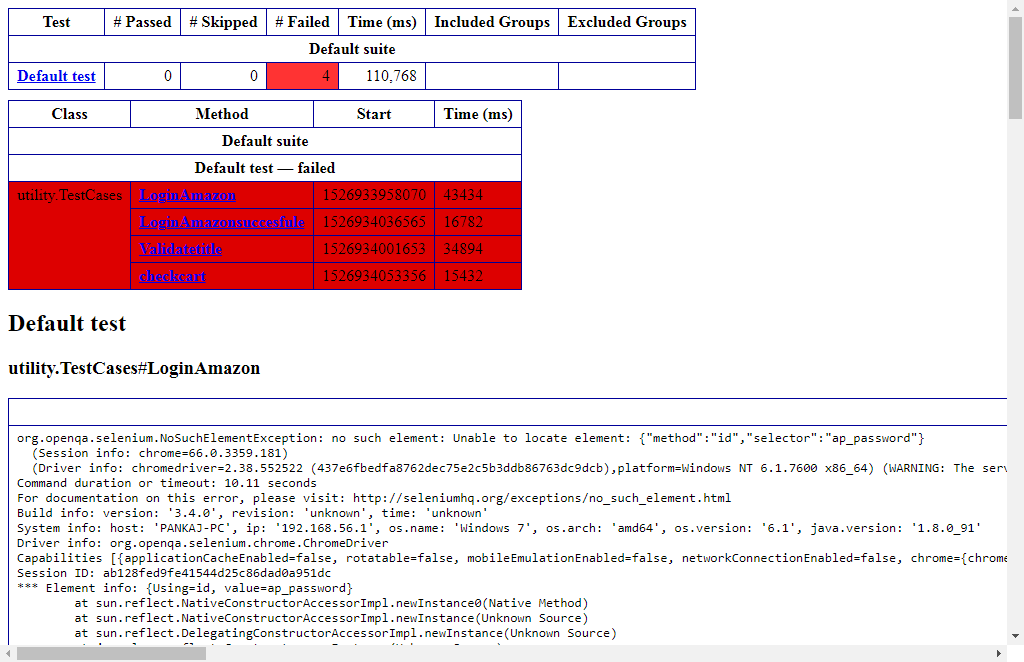 Test # Passed # Skipped # Failed Time (ms) Included Groups Excluded Groups
Default suite
Default test 0 0 4 110,768
Class Method Start Time (ms)
Default suite
Default test — failed
utility.TestCases LoginAmazon 1526933958070 43434
LoginAmazonsuccesfule 1526934036565 16782
Validatetitle 1526934001653 34894
checkcart 1526934053356 15432
Default test
utility.TestCases#LoginAmazon
org.openqa.selenium.NoSuchElementException: no such element: Unable to locate element: {"method":"id","selector":"ap_password"}
(Session info: chrome=66.0.3359.181)
(Driver info: chromedriver=2.38.552522 (437e6fbedfa8762dec75e2c5b3ddb86763dc9dcb),platform=Windows NT 6.1.7600 x86_64) (WARNING: The serv
Command duration or timeout: 10.11 seconds
For documentation on this error, please visit: http://seleniumhq.org/exceptions/no_such_element.html
Build info: version: '3.4.0', revision: 'unknown', time: 'unknown'
System info: host: 'PANKAJ-PC', ip: '192.168.56.1', os.name: 'Windows 7', os.arch: 'amd64', os.version: '6.1', java.version: '1.8.0_91'
Driver info: org.openqa.selenium.chrome.ChromeDriver
Capabilities [{applicationCacheEnabled=false, rotatable=false, mobileEmulationEnabled=false, networkConnectionEnabled=false, chrome={chrome
Session ID: ab128fed9fe41544d25c86dad0a951dc
*** Element info: {Using=id, value=ap_password}
at sun.reflect.NativeConstructorAccessorImpl.newInstance0(Native Method)
at sun.reflect.NativeConstructorAccessorImpl.newInstance(Unknown Source)
at sun.reflect.DelegatingConstructorAccessorImpl.newInstance(Unknown Source)